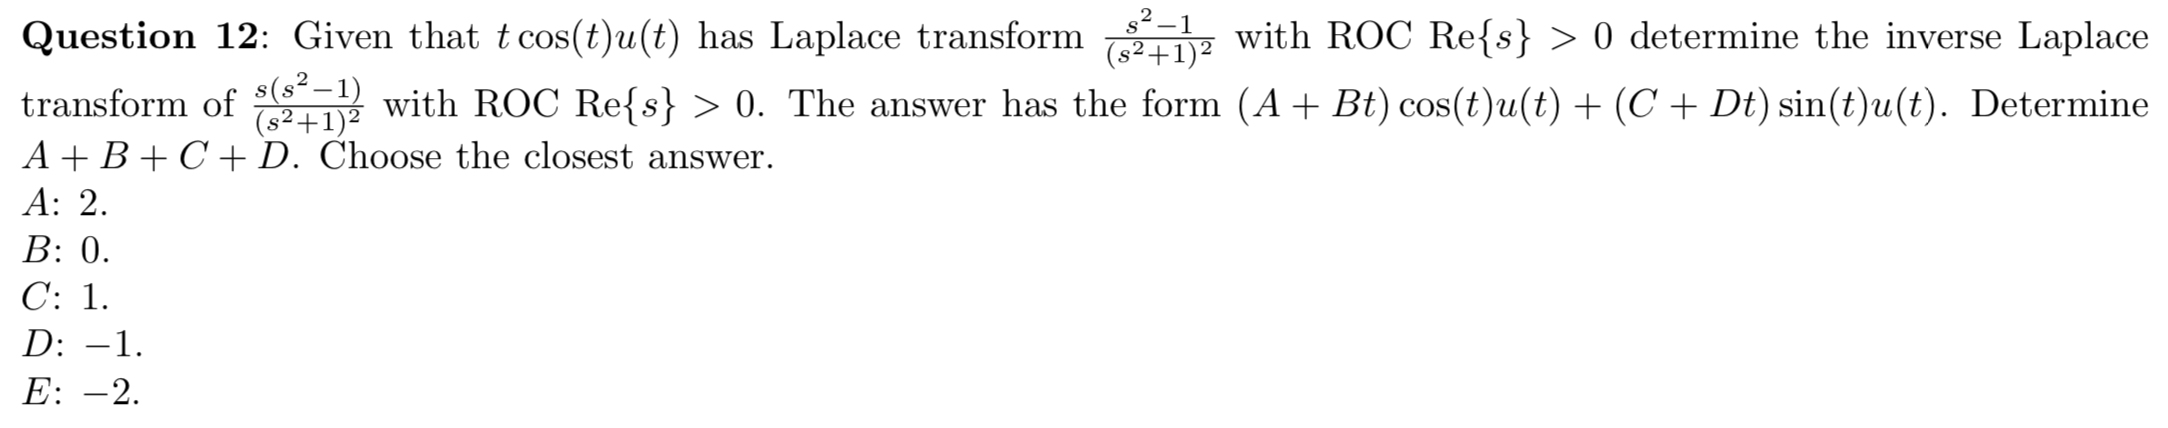 Question 12: Given that $t\cos(t)u(t)$ has Laplace transform $\frac{s^2-1}{(s^2+1)^2}$ with ROC Re{$s$} > 0 determine the inverse Laplace
transform of $\frac{s(s^2-1)}{(s^2+1)^2}$ with ROC Re{$s$} > 0. The answer has the form $(A + Bt)\cos(t)u(t) + (C + Dt)\sin(t)u(t)$. Determine
$A + B + C + D$. Choose the closest answer.
A: 2.
B: 0.
C: 1.
D: −1.
E: −2.